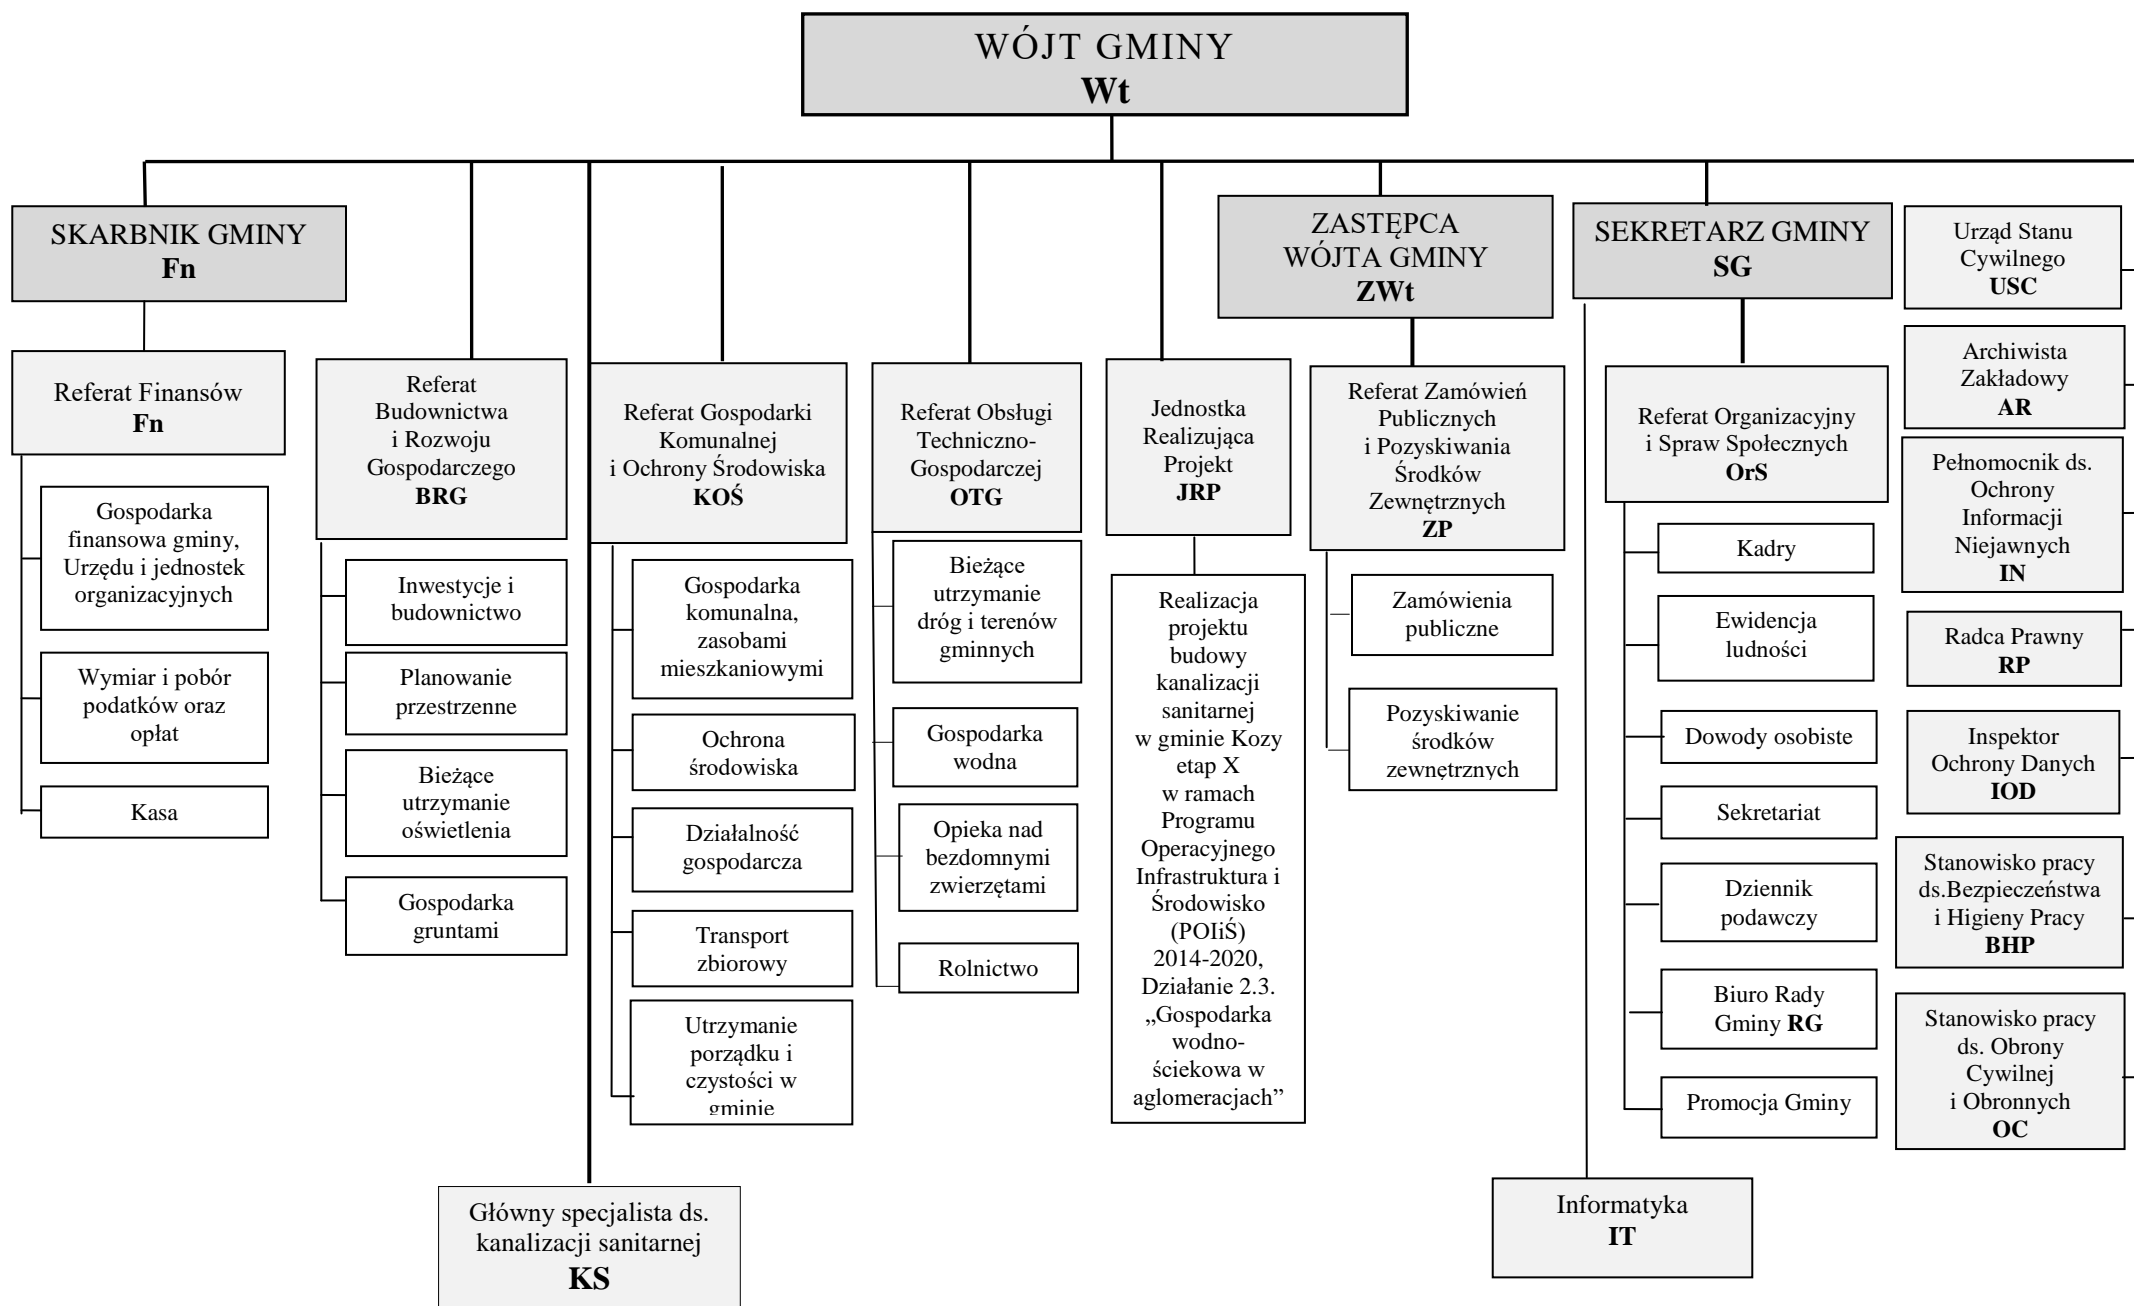 WÓJT GMINY
Wt
SKARBNIK GMINY
Fn
ZASTĘPCA
WÓJTA GMINY
ZWt
SEKRETARZ GMINY
SG
Urząd Stanu
Cywilnego
USC
Archiwista
Zakładowy
AR
Pełnomocnik ds.
Ochrony
Informacji
Niejawnych
IN
Radca Prawny
RP
Inspektor
Ochrony Danych
IOD
Stanowisko pracy
ds.Bezpieczeństwa
i Higieny Pracy
BHP
Stanowisko pracy
ds. Obrony
Cywilnej
i Obronnych
OC
Referat Finansów
Fn
Gospodarka
finansowa gminy,
Urzędu i jednostek
organizacyjnych
Wymiar i pobór
podatków oraz
opłat
Kasa
Referat
Budownictwa
i Rozwoju
Gospodarczego
BRG
Inwestycje i
budownictwo
Planowanie
przestrzenne
Bieżące
utrzymanie
oświetlenia
Gospodarka
gruntami
Referat Gospodarki
Komunalnej
i Ochrony Środowiska
KOŚ
Gospodarka
komunalna,
zasobami
mieszkaniowymi
Ochrona
środowiska
Działalność
gospodarcza
Transport
zbiorowy
Utrzymanie
porządku i
czystości w
gminie
Referat Obsługi
Techniczno-
Gospodarczej
OTG
Bieżące
utrzymanie
dróg i terenów
gminnych
Gospodarka
wodna
Opieka nad
bezdomnymi
zwierzętami
Rolnictwo
Jednostka
Realizująca
Projekt
JRP
Realizacja
projektu
budowy
kanalizacji
sanitarnej
w gminie Kozy
etap X
w ramach
Programu
Operacyjnego
Infrastruktura i
Środowisko
(POIiŚ)
2014-2020,
Działanie 2.3.
„Gospodarka
wodno-
ściekowa w
aglomeracjach”
Referat Zamówień
Publicznych
i Pozyskiwania
Środków
Zewnętrznych
ZP
Zamówienia
publiczne
Pozyskiwanie
środków
zewnętrznych
Referat Organizacyjny
i Spraw Społecznych
OrS
Kadry
Ewidencja
ludności
Dowody osobiste
Sekretariat
Dziennik
podawczy
Biuro Rady
Gminy RG
Promocja Gminy
Główny specjalista ds.
kanalizacji sanitarnej
KS
Informatyka
IT